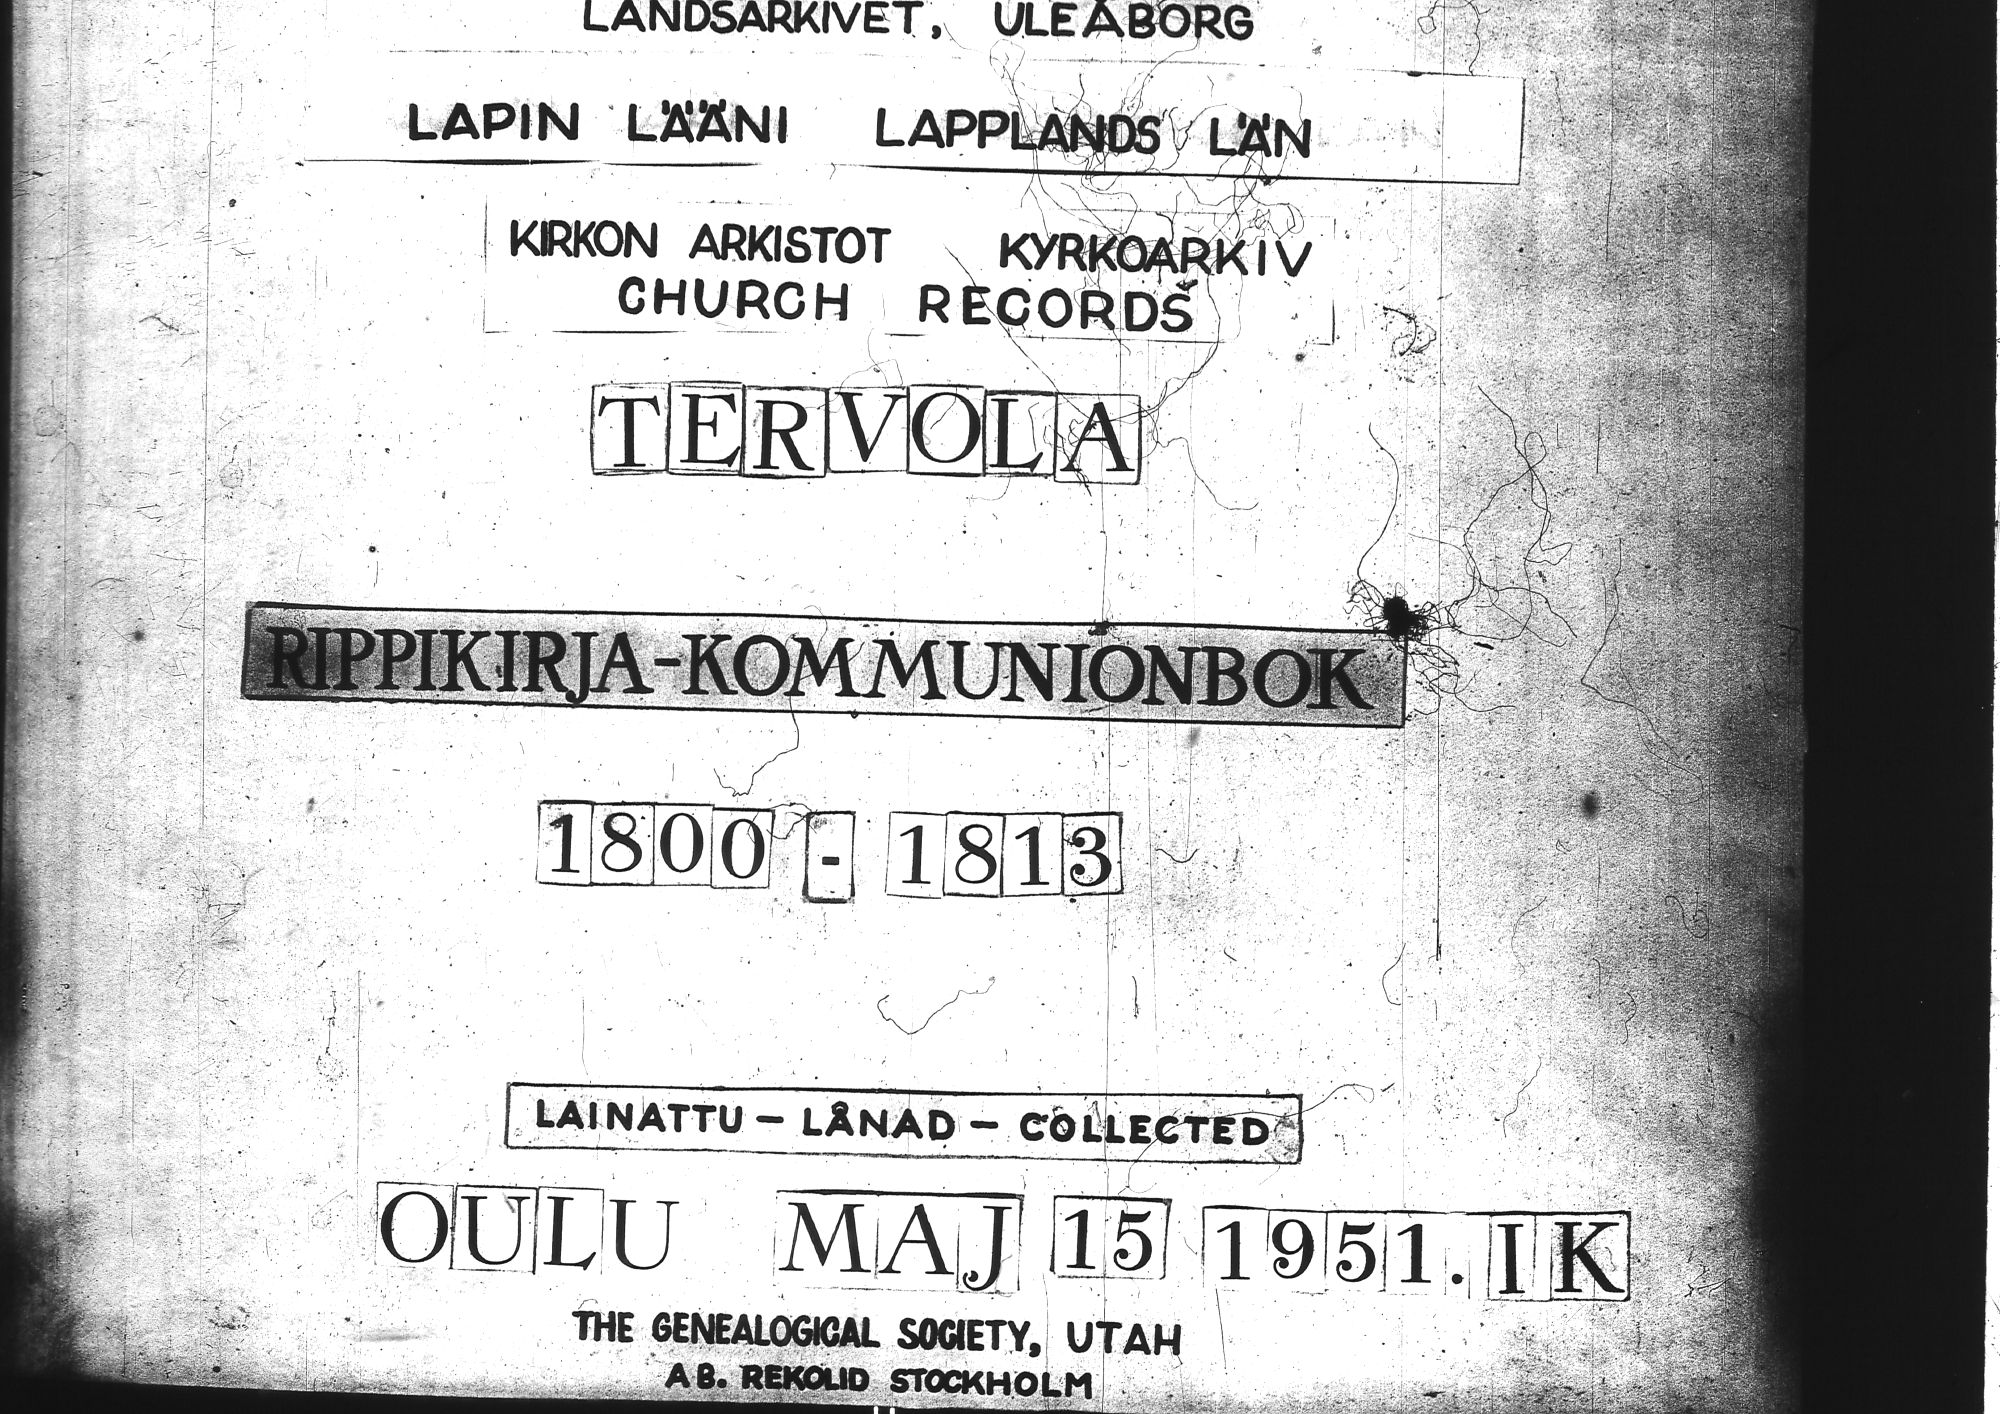 LANDSARKIVET, ULEÅBORG
LAPIN LÄÄNI LAPPLANDS LÄN
KIRKON ARKISTOT KYRKOARKIV
CHURCH RECORDS
TERVOLA
RIPPIKIRJA-KOMMUNIONBOK
1800 - 1813
LAINATTU - LÅNAD - COLLECTED
OULU MAJ 15 1951. IK
THE GENEALOGICAL SOCIETY, UTAH
AB. REKOLID STOCKHOLM